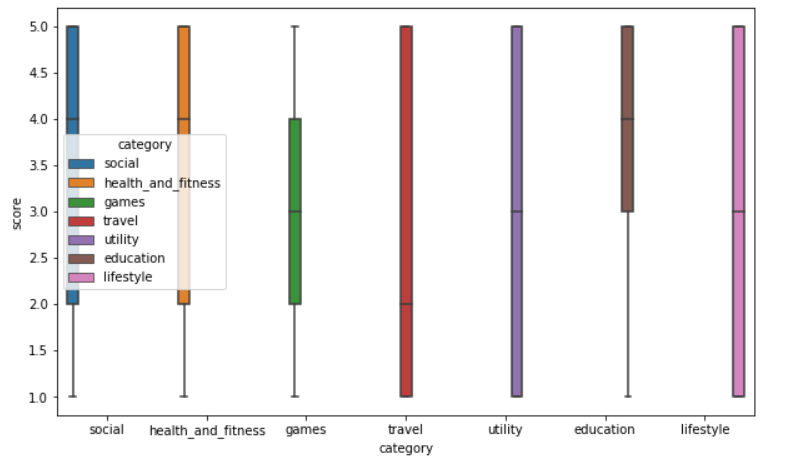 5.0
4.5
4.0
3.5
3.0
2.5
2.0
1.5
1.0
score
category
social
health_and_fitness
games
travel
utility
education
lifestyle
social health_and_fitness games travel utility education lifestyle
category